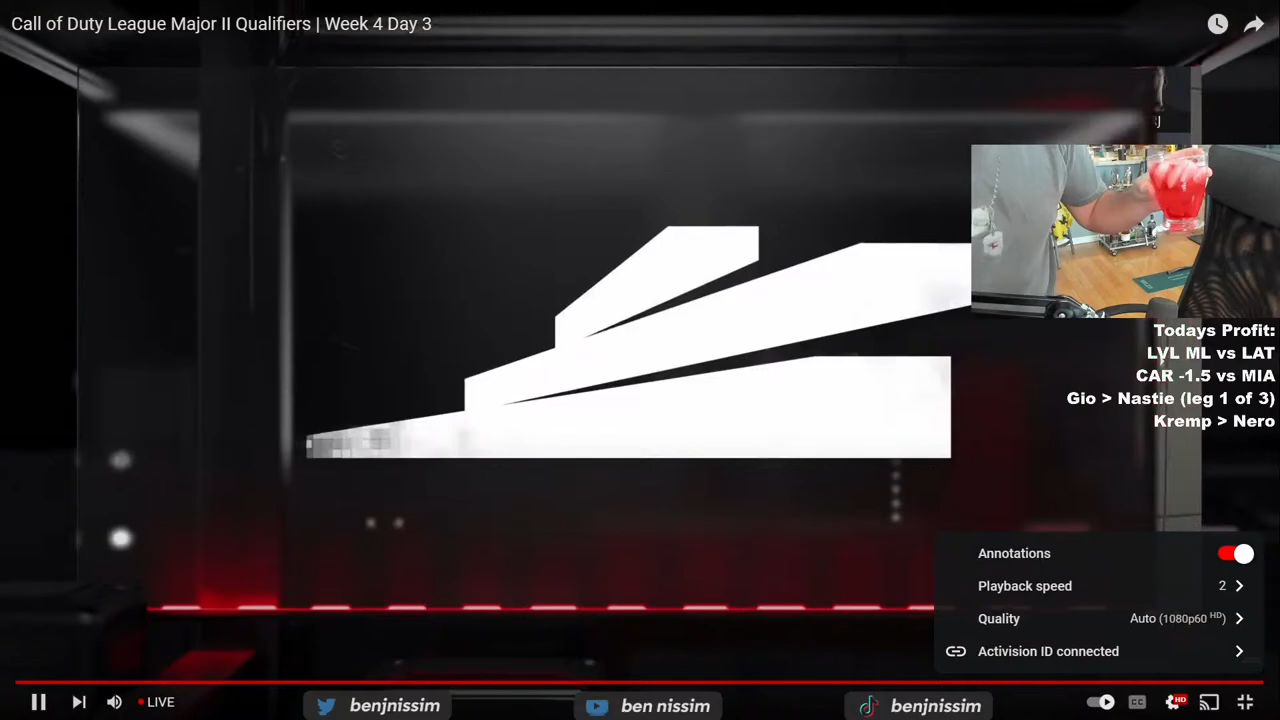 Call of Duty League Major II Qualifiers | Week 4 Day 3
Todays Profit:
LVL ML vs LAT
CAR -1.5 vs MIA
Gio > Nastie (leg 1 of 3)
Kremp > Nero
Annotations
Playback speed 2
Quality Auto (1080p60 HD)
Activision ID connected
LIVE benjnissim ben nissim benjnissim CC HD